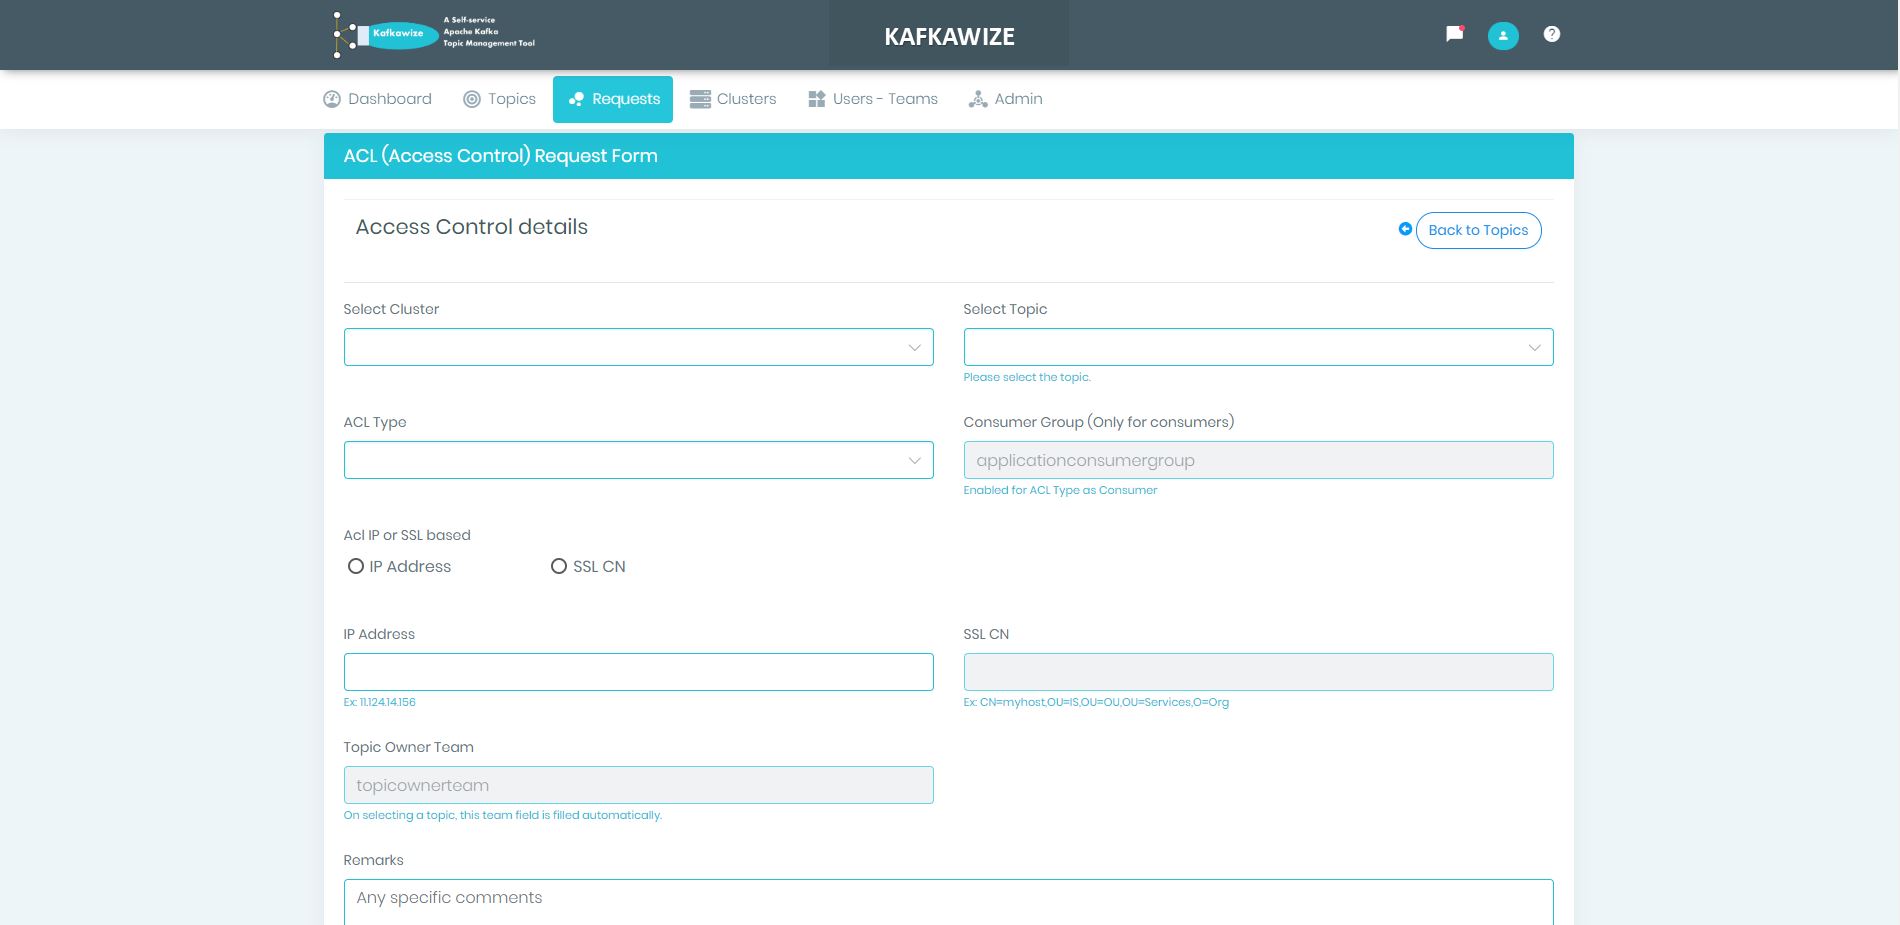 Kafkawize
A Self-service
Apache Kafka
Topic Management Tool
KAFKAWIZE
Dashboard
Topics
Requests
Clusters
Users - Teams
Admin
ACL (Access Control) Request Form
Access Control details
Back to Topics
Select Cluster
Select Topic
Please select the topic.
ACL Type
Consumer Group (Only for consumers)
applicationconsumergroup
Enabled for ACL Type as Consumer
Acl IP or SSL based
IP Address
SSL CN
IP Address
SSL CN
Ex: 11.124.14.156
Ex: CN=myhost,OU=IS,OU=OU,OU=Services,O=Org
Topic Owner Team
topicownerteam
On selecting a topic, this team field is filled automatically.
Remarks
Any specific comments